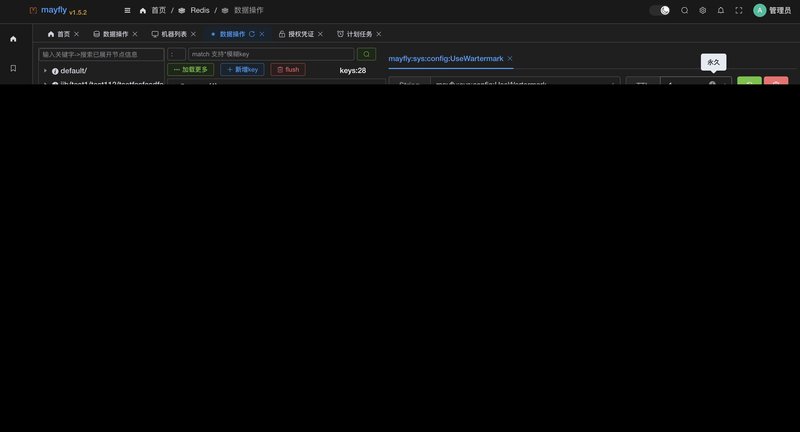 mayfly v1.5.2
首页 / Redis / 数据操作
A 管理员
首页 数据操作 机器列表 数据操作 授权凭证 计划任务
输入关键字->搜索已展开节点信息
: match 支持*模糊key
加载更多 新增key flush keys:28
default/
mayfly:sys:config:UseWartermark
永久